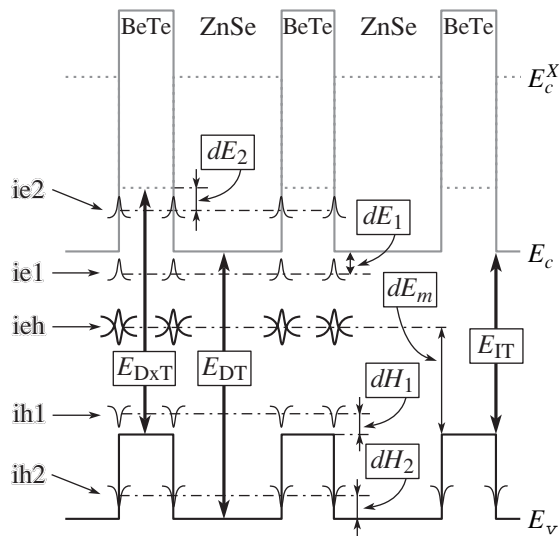 BeTe ZnSe BeTe ZnSe BeTe
E_c^X
dE_2
ie2
dE_1
E_c
ie1
dE_m
ieh
E_DxT E_DT E_IT
dH_1
ih1
dH_2
ih2
E_v